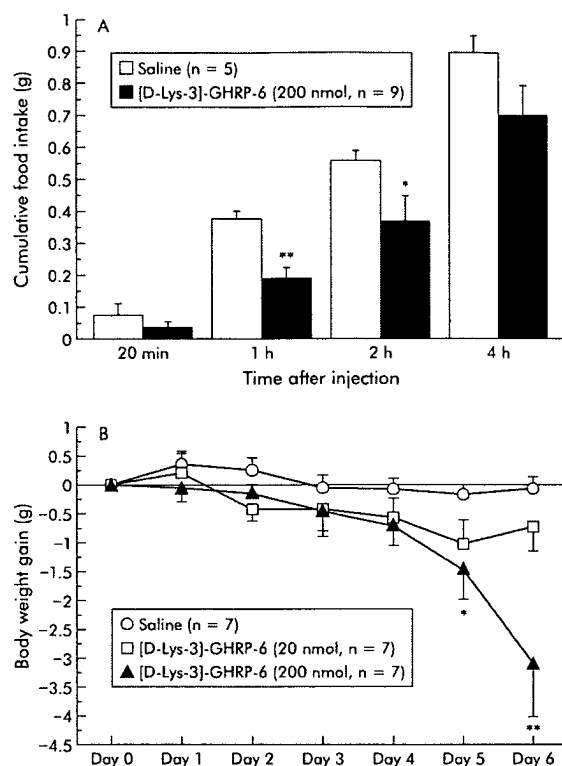 A
1
0.9
0.8
0.7
0.6
0.5
0.4
0.3
0.2
0.1
0
Cumulative food intake (g)
Saline (n = 5)
[D-Lys-3]-GHRP-6 (200 nmol, n = 9)
**
*
20 min 1 h 2 h 4 h
Time after injection
B
1
0.5
0
−0.5
−1
−1.5
−2
−2.5
−3
−3.5
−4
−4.5
Body weight gain (g)
Saline (n = 7)
[D-Lys-3]-GHRP-6 (20 nmol, n = 7)
[D-Lys-3]-GHRP-6 (200 nmol, n = 7)
*
**
Day 0 Day 1 Day 2 Day 3 Day 4 Day 5 Day 6